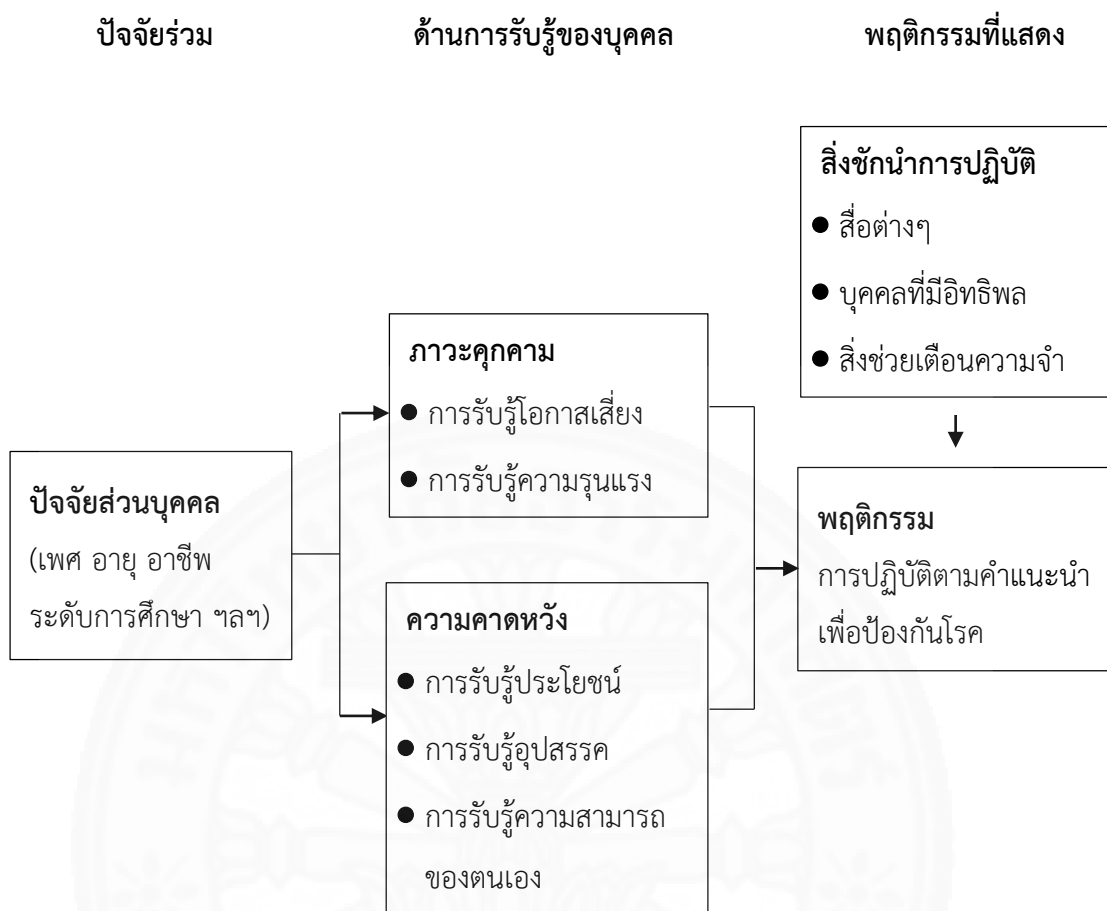 ปัจจัยร่วม
ด้านการรับรู้ของบุคคล
พฤติกรรมที่แสดง
สิ่งชักนำการปฏิบัติ
● สื่อต่างๆ
● บุคคลที่มีอิทธิพล
● สิ่งช่วยเตือนความจำ
ภาวะคุกคาม
● การรับรู้โอกาสเสี่ยง
● การรับรู้ความรุนแรง
ปัจจัยส่วนบุคคล
(เพศ อายุ อาชีพ
ระดับการศึกษา ฯลฯ)
พฤติกรรม
การปฏิบัติตามคำแนะนำ
เพื่อป้องกันโรค
ความคาดหวัง
● การรับรู้ประโยชน์
● การรับรู้อุปสรรค
● การรับรู้ความสามารถ
ของตนเอง